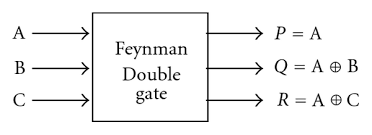 A
B
C
Feynman
Double
gate
P = A
Q = A ⊕ B
R = A ⊕ C